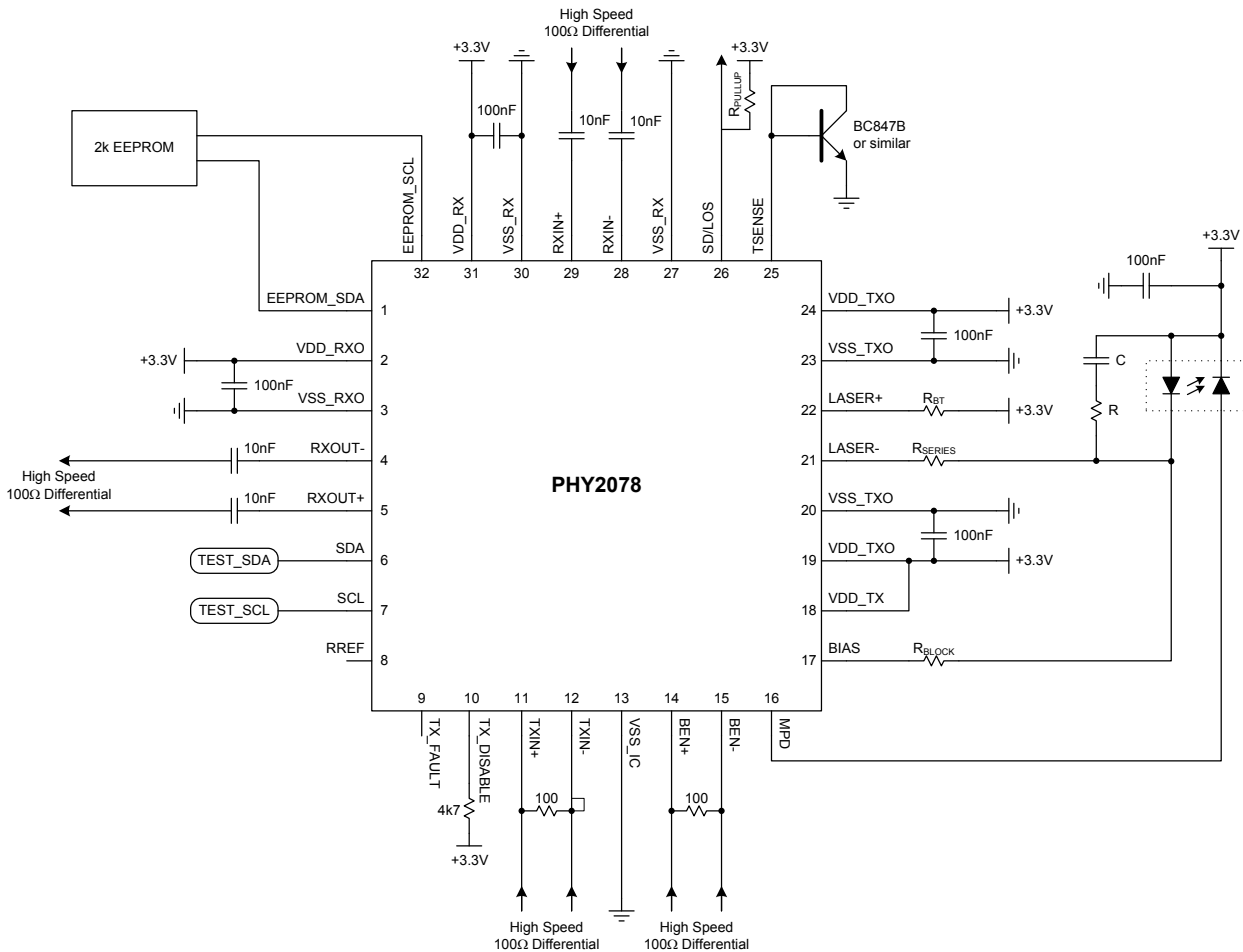 High Speed
100Ω Differential
+3.3V
+3.3V
100nF
10nF
10nF
R_PULLUP
BC847B
or similar
2k EEPROM
EEPROM_SCL
VDD_RX
VSS_RX
RXIN+
RXIN-
VSS_RX
SD/LOS
TSENSE
32
31
30
29
28
27
26
25
+3.3V
100nF
EEPROM_SDA
1
24
VDD_TXO
+3.3V
100nF
+3.3V
VDD_RXO
2
23
VSS_TXO
100nF
C
VSS_RXO
3
22
LASER+
R_BT
+3.3V
R
10nF
RXOUT-
4
21
LASER-
R_SERIES
High Speed
100Ω Differential
PHY2078
10nF
RXOUT+
5
20
VSS_TXO
100nF
TEST_SDA
SDA
6
19
VDD_TXO
+3.3V
TEST_SCL
SCL
7
18
VDD_TX
RREF
8
17
BIAS
R_BLOCK
9
10
11
12
13
14
15
16
TX_FAULT
TX_DISABLE
TXIN+
TXIN-
VSS_IC
BEN+
BEN-
MPD
4k7
100
100
+3.3V
High Speed
100Ω Differential
High Speed
100Ω Differential